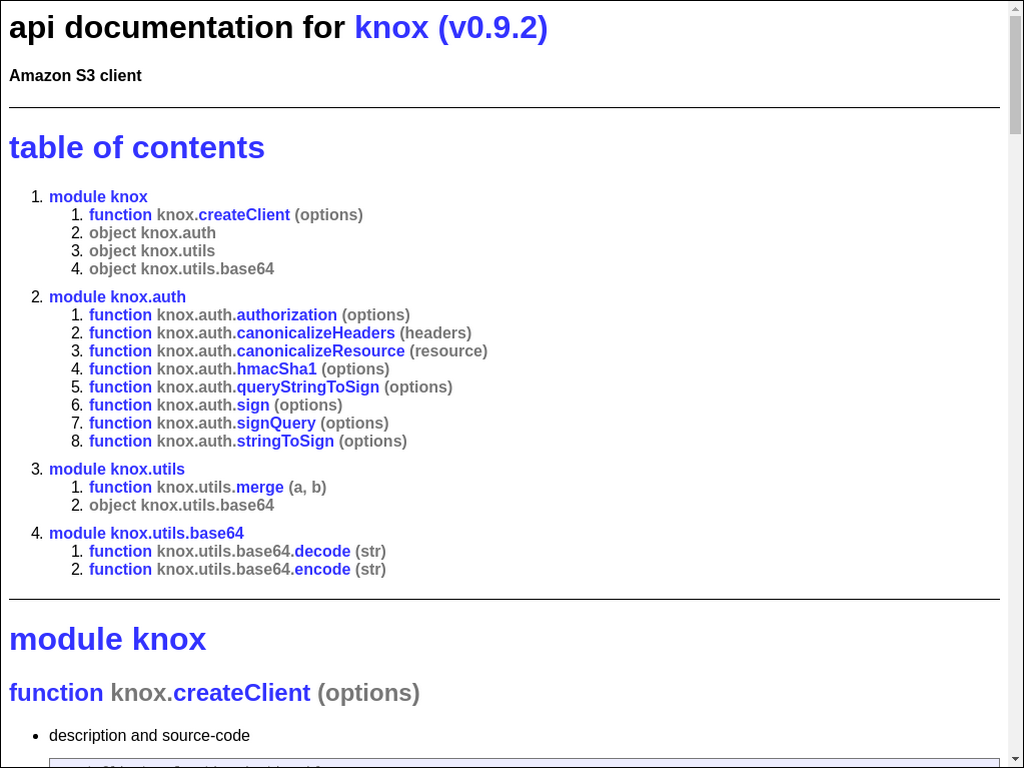 api documentation for knox (v0.9.2)
Amazon S3 client
table of contents
1. module knox
1. function knox.createClient (options)
2. object knox.auth
3. object knox.utils
4. object knox.utils.base64
2. module knox.auth
1. function knox.auth.authorization (options)
2. function knox.auth.canonicalizeHeaders (headers)
3. function knox.auth.canonicalizeResource (resource)
4. function knox.auth.hmacSha1 (options)
5. function knox.auth.queryStringToSign (options)
6. function knox.auth.sign (options)
7. function knox.auth.signQuery (options)
8. function knox.auth.stringToSign (options)
3. module knox.utils
1. function knox.utils.merge (a, b)
2. object knox.utils.base64
4. module knox.utils.base64
1. function knox.utils.base64.decode (str)
2. function knox.utils.base64.encode (str)
module knox
function knox.createClient (options)
• description and source-code